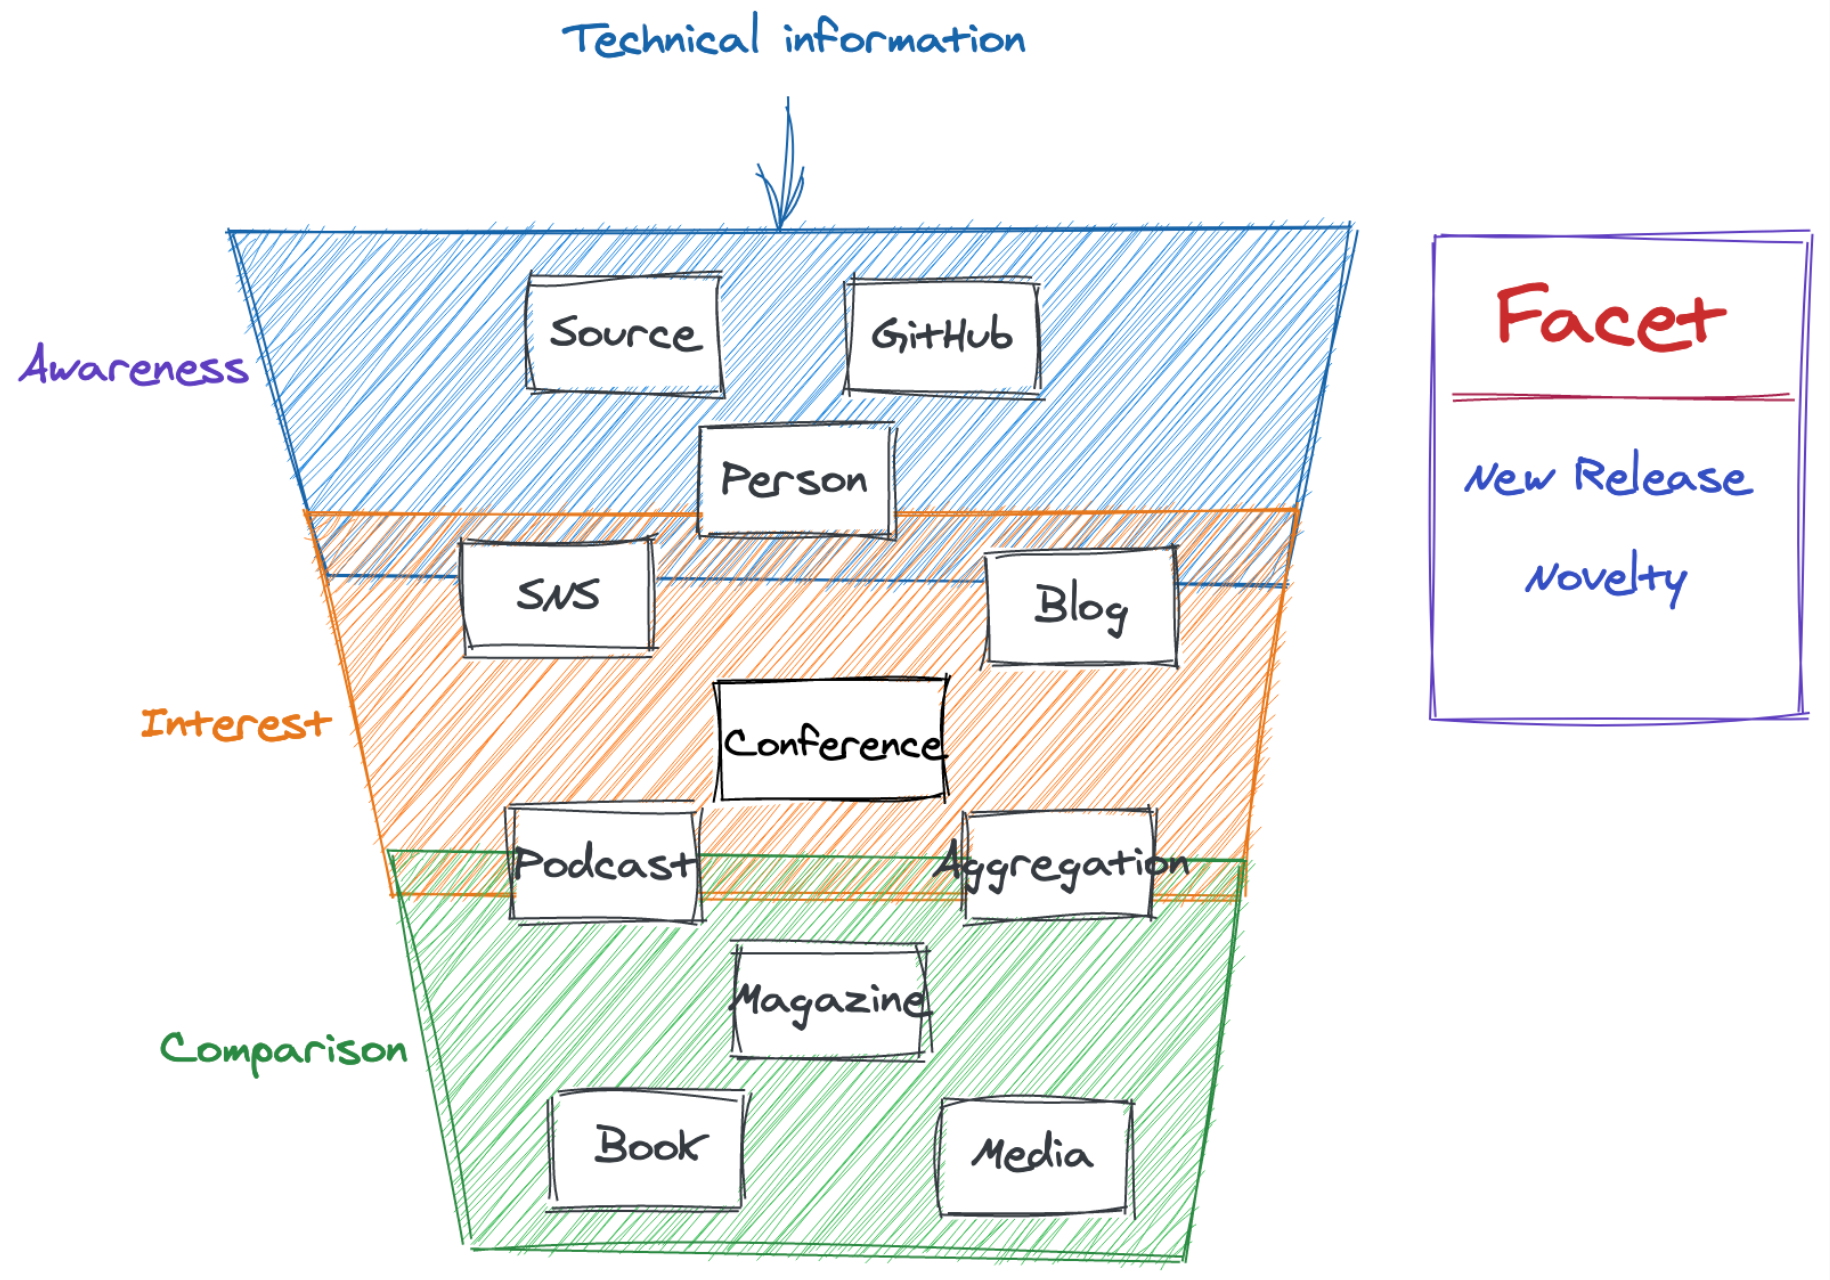 Technical information
Awareness
Source
GitHub
Person
Interest
SNS
Blog
Conference
Podcast
Aggregation
Comparison
Magazine
Book
Media
Facet
New Release
Novelty